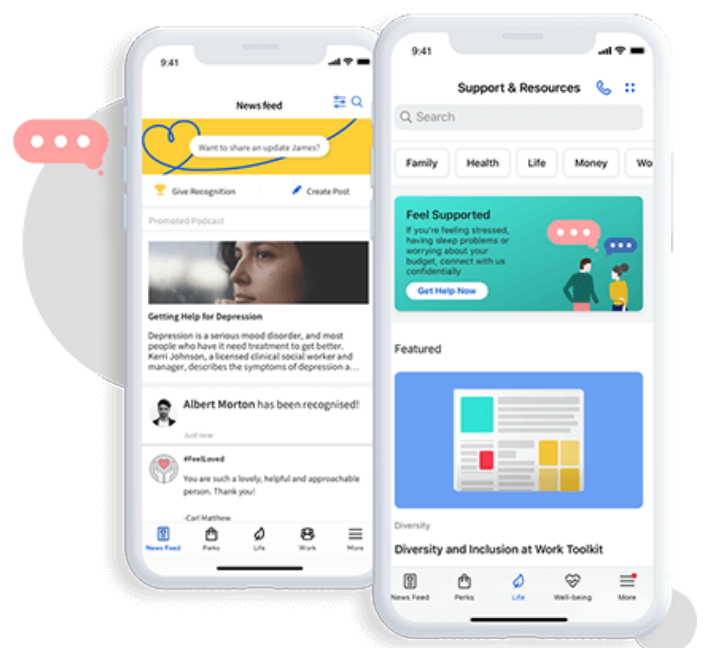 9:41
News feed
Want to share an update James?
Give Recognition
Create Post
Promoted Podcast
Getting Help for Depression
Depression is a serious mood disorder, and most
people who have it need treatment to get better.
Kerri Johnson, a licensed clinical social worker and
manager, describes the symptoms of depression a...
Albert Morton has been recognised!
Just now
#FeelLoved
You are such a lovely, helpful and approachable
person. Thank you!
-Carl Matthew
News Feed Perks Life Work More
9:41
Support & Resources
Search
Family Health Life Money Wo
Feel Supported
If you're feeling stressed,
having sleep problems or
worrying about your
budget, connect with us
confidentially
Get Help Now
Featured
Diversity
Diversity and Inclusion at Work Toolkit
News Feed Perks Life Well-being More